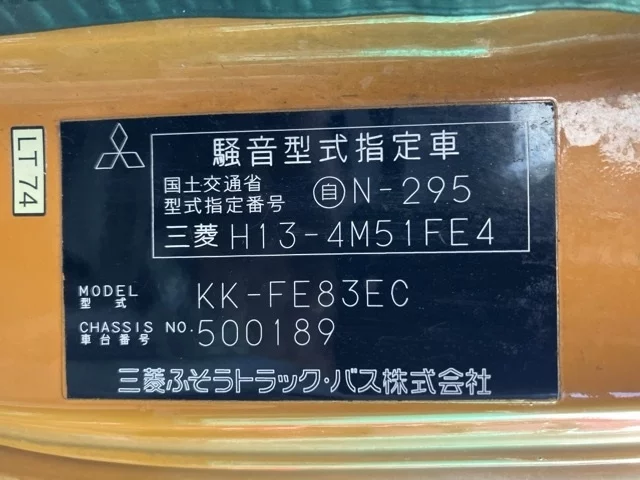 LT74
騒音型式指定車
国土交通省
型式指定番号 自N-295
三菱 H13-4M51FE4
MODEL
型式 KK-FE83EC
CHASSIS NO.
車台番号 500189
三菱ふそうトラック・バス株式会社